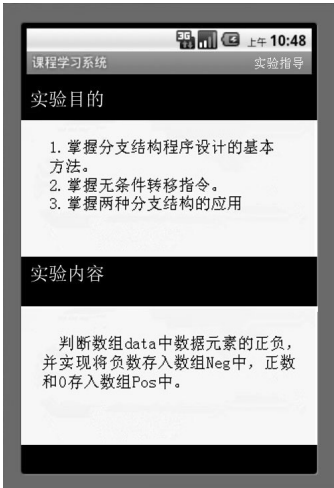 3G 上午 10:48
课程学习系统 实验指导
实验目的
1. 掌握分支结构程序设计的基本
方法。
2. 掌握无条件转移指令。
3. 掌握两种分支结构的应用
实验内容
判断数组data中数据元素的正负,
并实现将负数存入数组Neg中, 正数
和0存入数组Pos中。